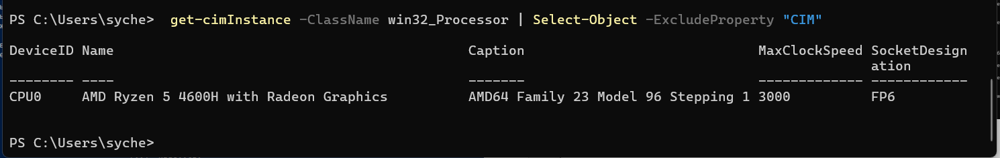 PS C:\Users\syche>  get-cimInstance -ClassName win32_Processor | Select-Object -ExcludeProperty "CIM"
DeviceID Name                                            Caption                             MaxClockSpeed SocketDesign
                                                                                                           ation
-------- ----                                            -------                             ------------- ------------
CPU0     AMD Ryzen 5 4600H with Radeon Graphics          AMD64 Family 23 Model 96 Stepping 1 3000          FP6
PS C:\Users\syche>